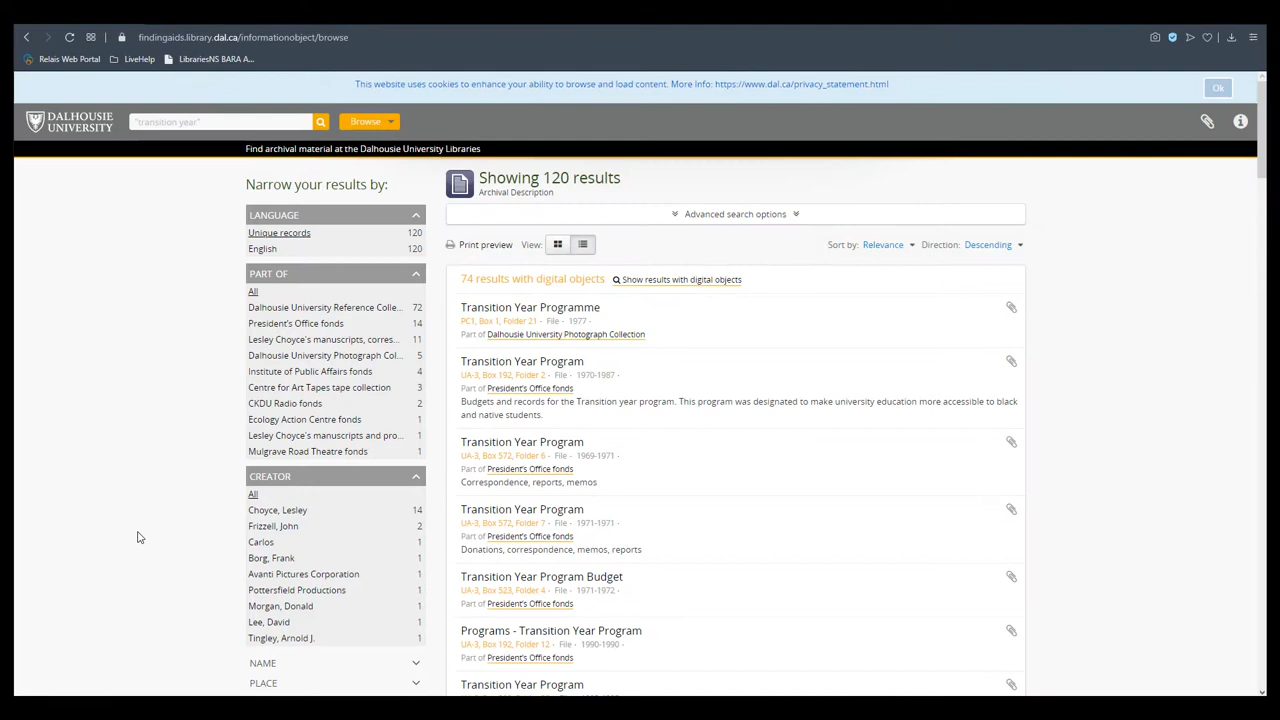 findingaids.library.dal.ca/informationobject/browse
Relais Web Portal LiveHelp LibrariesNS BARA A...
This website uses cookies to enhance your ability to browse and load content. More Info: https://www.dal.ca/privacy_statement.html
Ok
DALHOUSIE UNIVERSITY
"transition year"
Browse
Find archival material at the Dalhousie University Libraries
Narrow your results by:
LANGUAGE
Unique records 120
English 120
PART OF
All
Dalhousie University Reference Colle... 72
President's Office fonds 14
Lesley Choyce's manuscripts, corres... 11
Dalhousie University Photograph Col... 5
Institute of Public Affairs fonds 4
Centre for Art Tapes tape collection 3
CKDU Radio fonds 2
Ecology Action Centre fonds 1
Lesley Choyce's manuscripts and pro... 1
Mulgrave Road Theatre fonds 1
CREATOR
All
Choyce, Lesley 14
Frizzell, John 2
Carlos 1
Borg, Frank 1
Avanti Pictures Corporation 1
Pottersfield Productions 1
Morgan, Donald 1
Lee, David 1
Tingley, Arnold J. 1
NAME
PLACE
Showing 120 results
Archival Description
Advanced search options
Print preview View:
Sort by: Relevance Direction: Descending
74 results with digital objects Show results with digital objects
Transition Year Programme
PC1, Box 1, Folder 21 - File - 1977 -
Part of Dalhousie University Photograph Collection
Transition Year Program
UA-3, Box 192, Folder 2 - File - 1970-1987 -
Part of President's Office fonds
Budgets and records for the Transition year program. This program was designated to make university education more accessible to black
and native students.
Transition Year Program
UA-3, Box 572, Folder 6 - File - 1969-1971 -
Part of President's Office fonds
Correspondence, reports, memos
Transition Year Program
UA-3, Box 572, Folder 7 - File - 1971-1971 -
Part of President's Office fonds
Donations, correspondence, memos, reports
Transition Year Program Budget
UA-3, Box 523, Folder 4 - File - 1971-1972 -
Part of President's Office fonds
Programs - Transition Year Program
UA-3, Box 192, Folder 12 - File - 1990-1990 -
Part of President's Office fonds
Transition Year Program